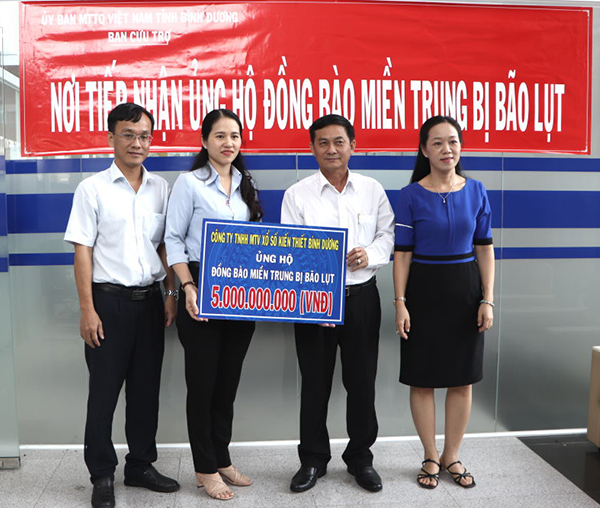 ỦY BAN MTTQ VIỆT NAM TỈNH BÌNH DƯƠNG
BAN CỨU TRỢ
NƠI TIẾP NHẬN ỦNG HỘ ĐỒNG BÀO MIỀN TRUNG BỊ BÃO LỤT
CÔNG TY TNHH MTV XỔ SỐ KIẾN THIẾT BÌNH DƯƠNG
ỦNG HỘ
ĐỒNG BÀO MIỀN TRUNG BỊ BÃO LỤT
5.000.000.000 (VNĐ)